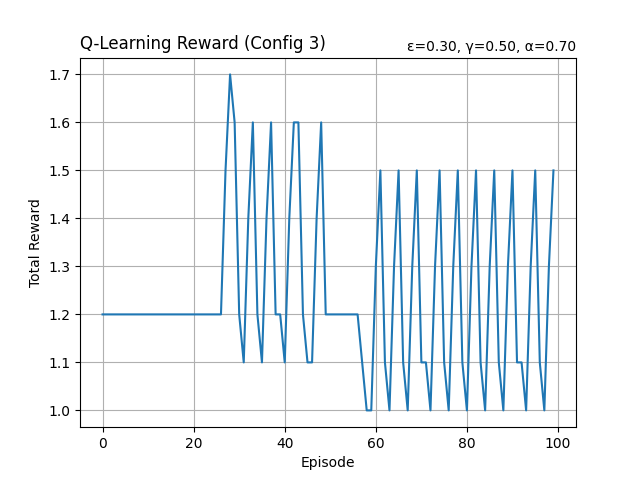 Q-Learning Reward (Config 3)
ε=0.30, γ=0.50, α=0.70
1.7
1.6
1.5
1.4
1.3
1.2
1.1
1.0
Total Reward
0 20 40 60 80 100
Episode